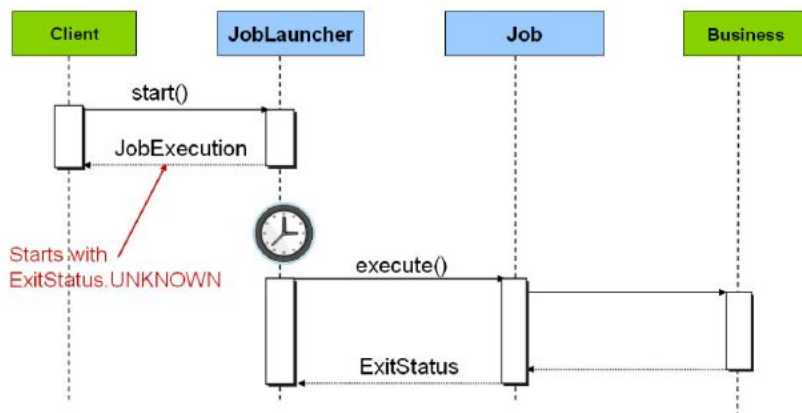 Client
JobLauncher
Job
Business
start()
JobExecution
Starts with
ExitStatus.UNKNOWN
execute()
ExitStatus